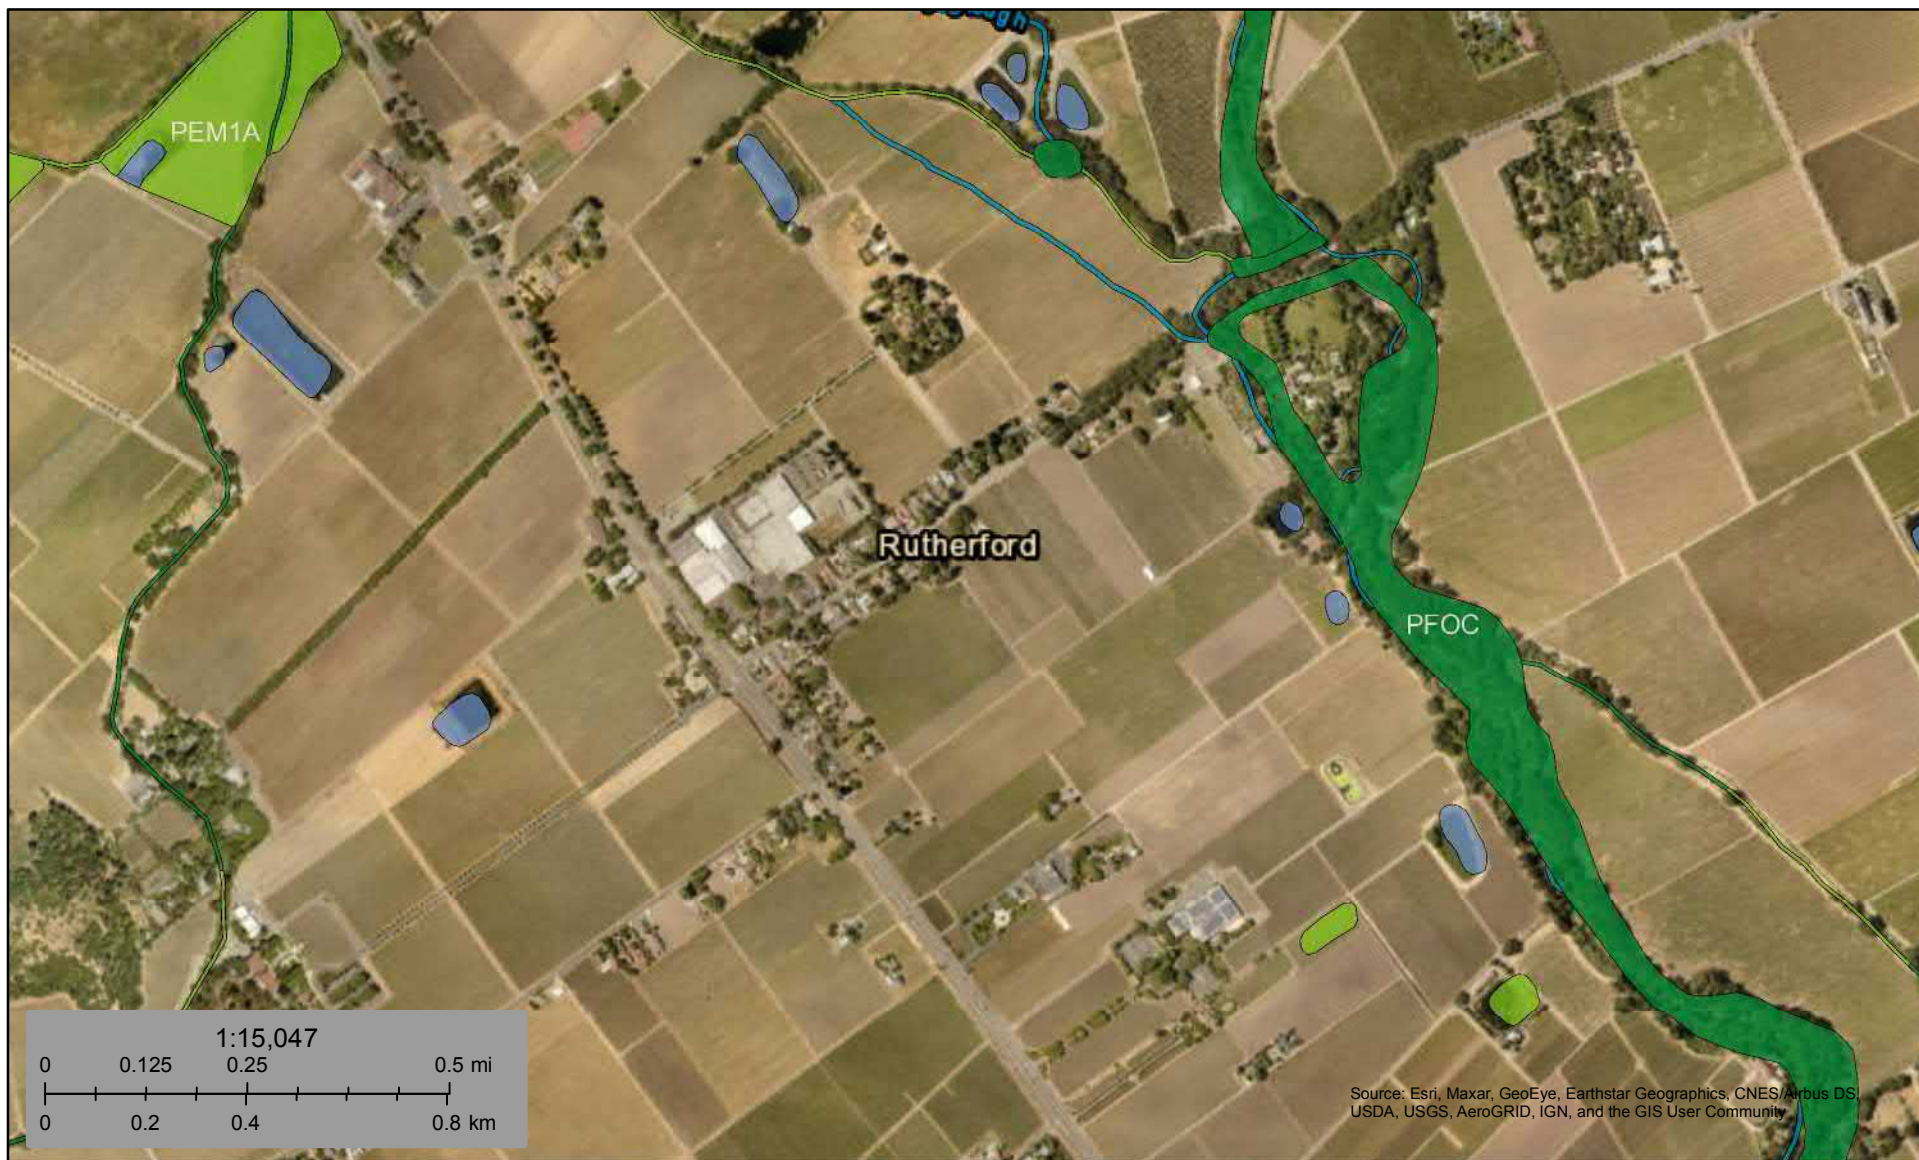 PEM1A
Rutherford
PFOC
1:15,047
0 0.125 0.25 0.5 mi
0 0.2 0.4 0.8 km
Source: Esri, Maxar, GeoEye, Earthstar Geographics, CNES/Airbus DS,
USDA, USGS, AeroGRID, IGN, and the GIS User Community